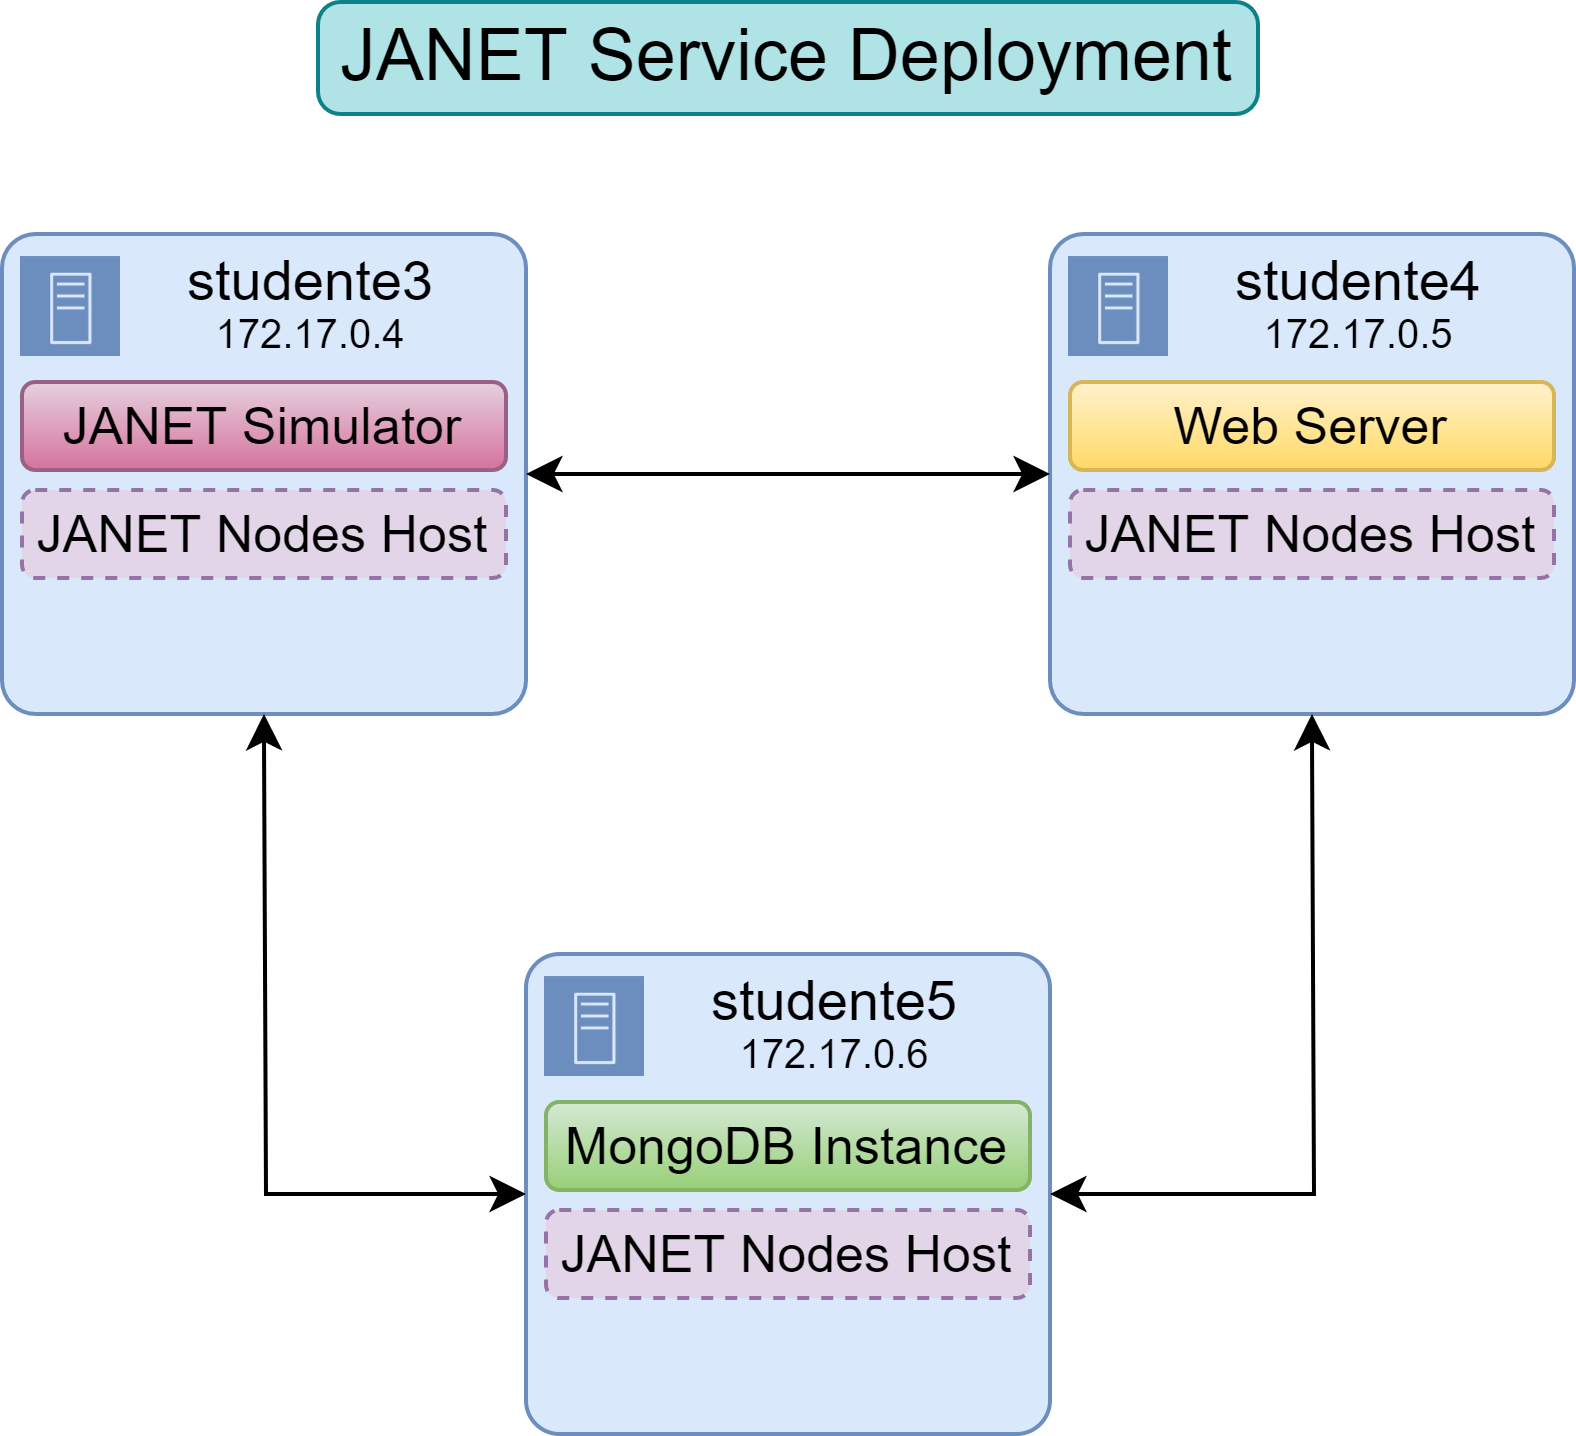 JANET Service Deployment
studente3
172.17.0.4
JANET Simulator
JANET Nodes Host
studente4
172.17.0.5
Web Server
JANET Nodes Host
studente5
172.17.0.6
MongoDB Instance
JANET Nodes Host